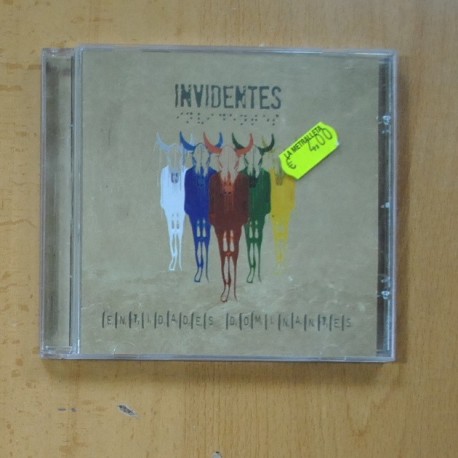 INVIDENTES
LA METRALLETA
€ 4,00
ENTIDADES DOMINANTES